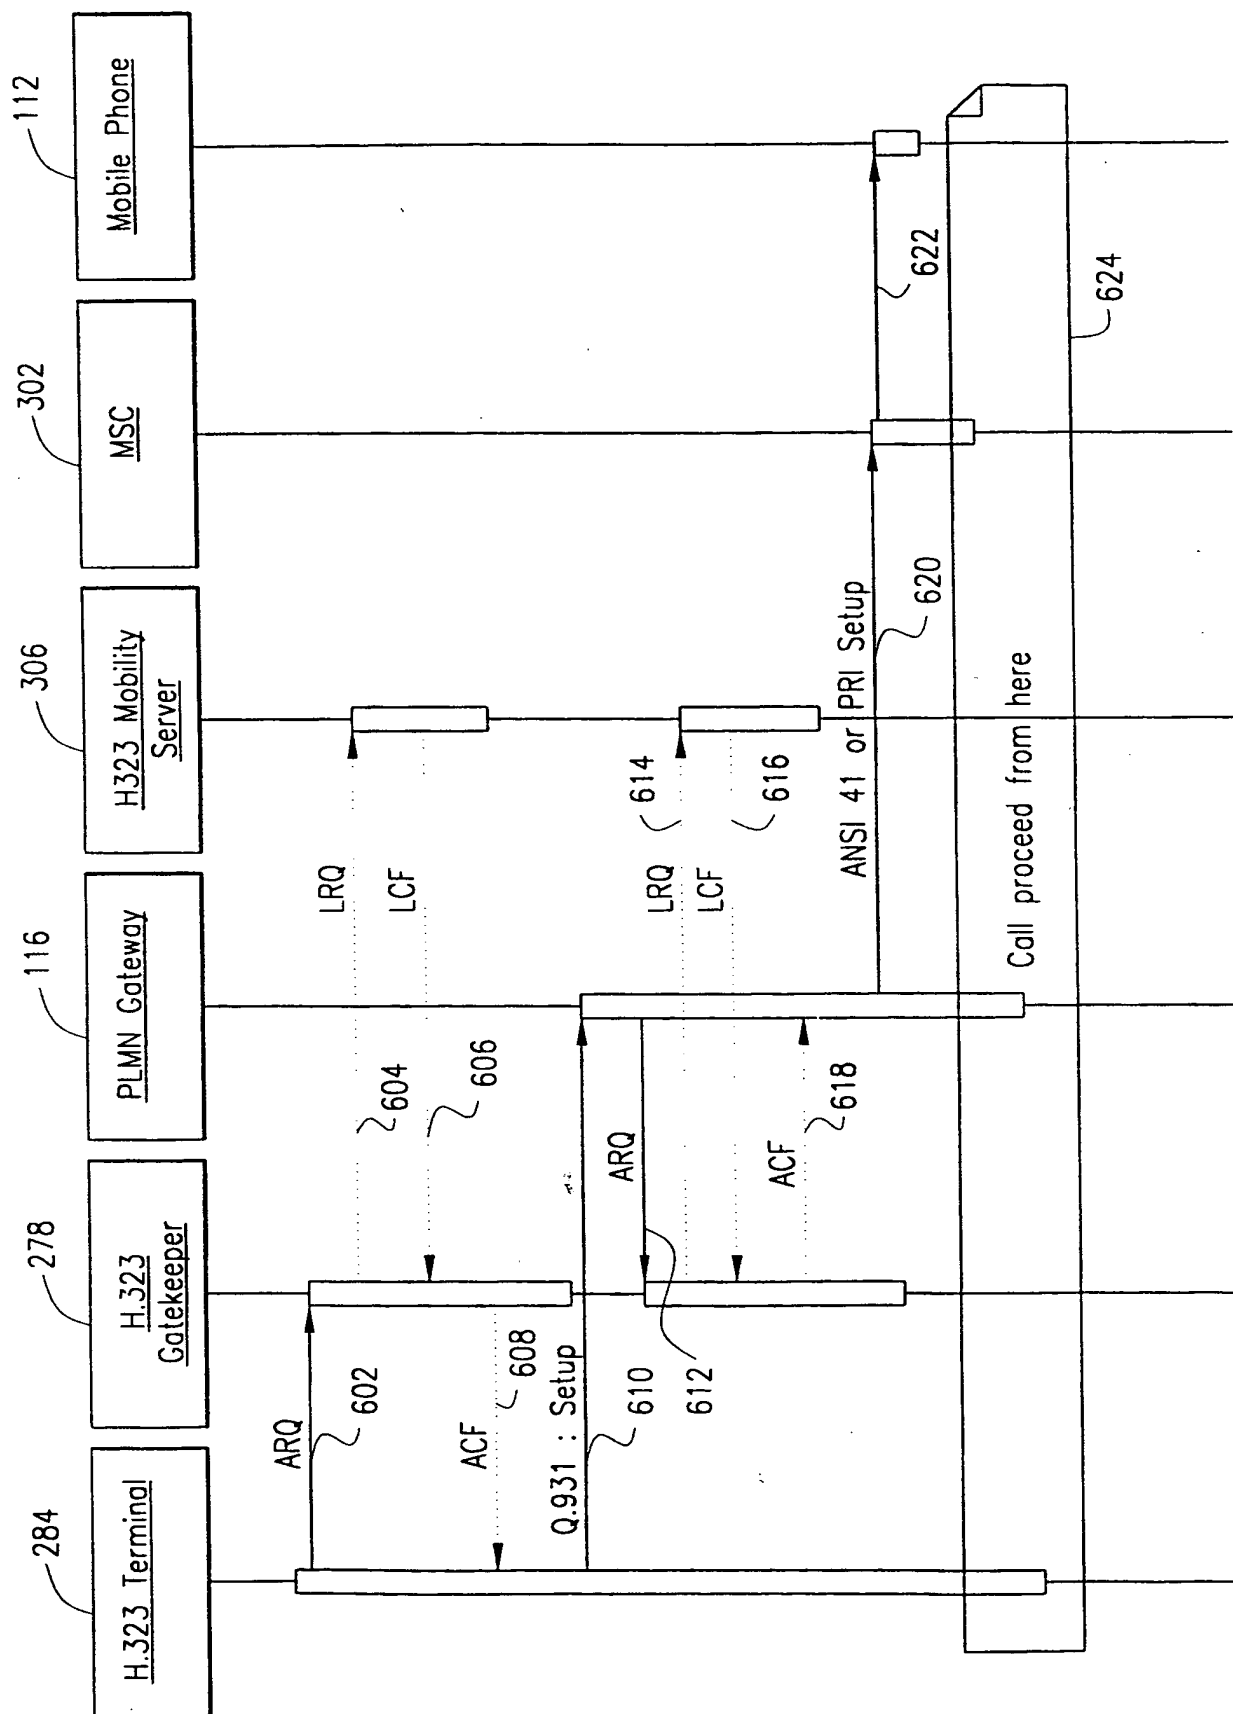 284
H.323 Terminal
278
H.323
Gatekeeper
116
PLMN Gateway
306
H323 Mobility
Server
302
MSC
112
Mobile Phone
ARQ
602
LRQ
604
LCF
606
ACF
608
Q.931 : Setup
610
ARQ
612
LRQ
614
LCF
616
ACF
618
ANSI 41 or PRI Setup
620
622
Call proceed from here
624